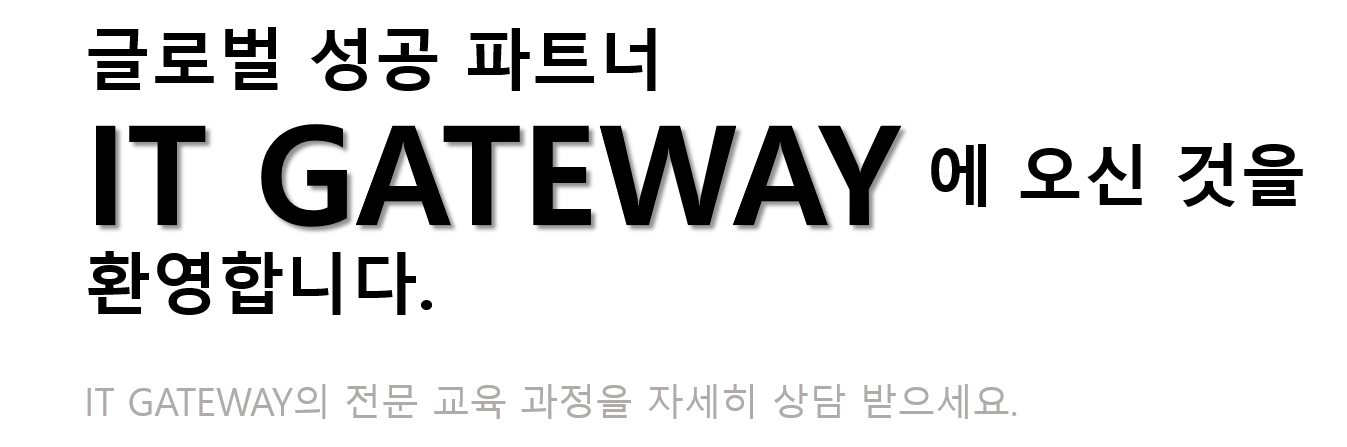 글로벌 성공 파트너
IT GATEWAY 에 오신 것을
환영합니다.
IT GATEWAY의 전문 교육 과정을 자세히 상담 받으세요.